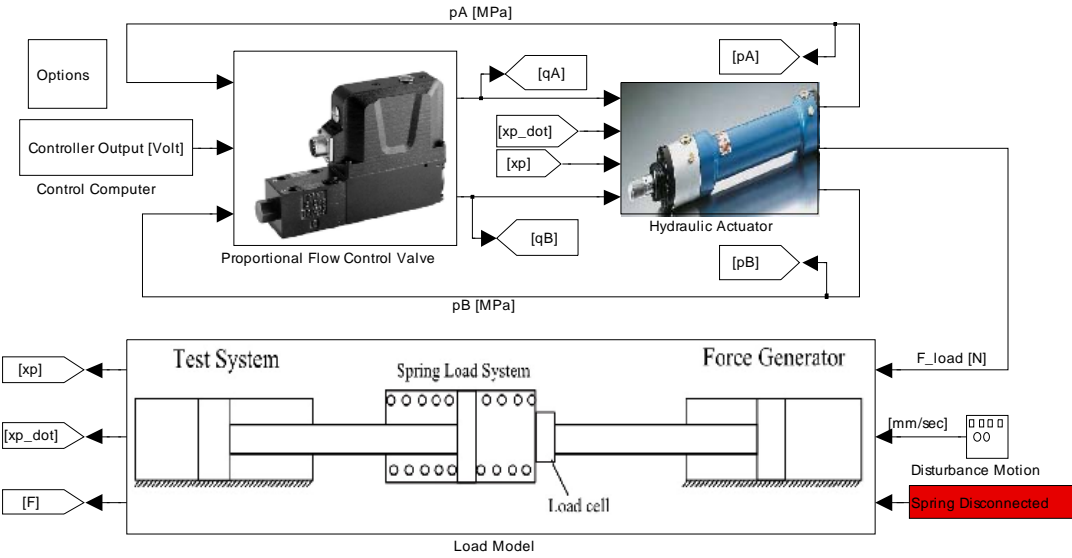 pA [MPa]
Options
[pA]
[qA]
Controller Output [Volt]
[xp_dot]
[xp]
Control Computer
[qB]
Hydraulic Actuator
Proportional Flow Control Valve
[pB]
pB [MPa]
Test System
Spring Load System
Force Generator
F_load [N]
[xp]
[mm/sec]
[xp_dot]
Disturbance Motion
Load cell
[F]
Spring Disconnected
Load Model